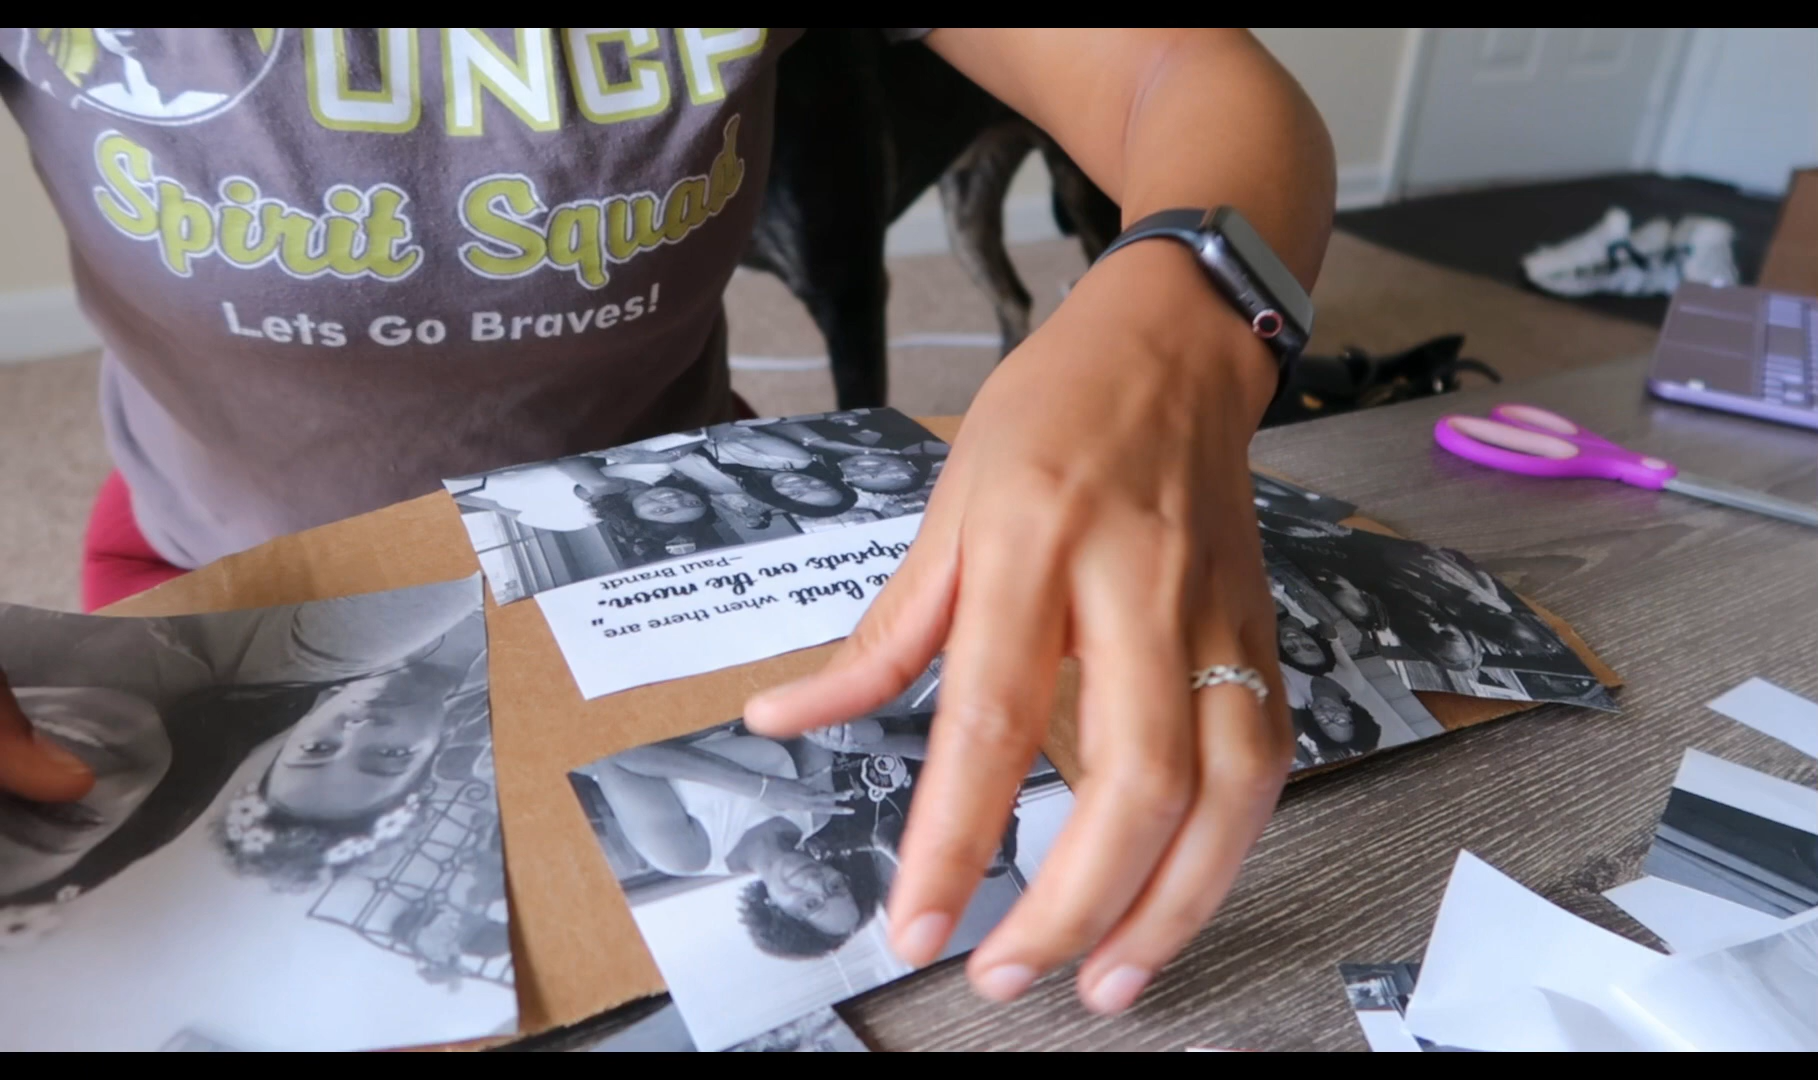 UNCP
Spirit Squad
Lets Go Braves!
limit when there are
footprints on the moon."
—Paul Brandt